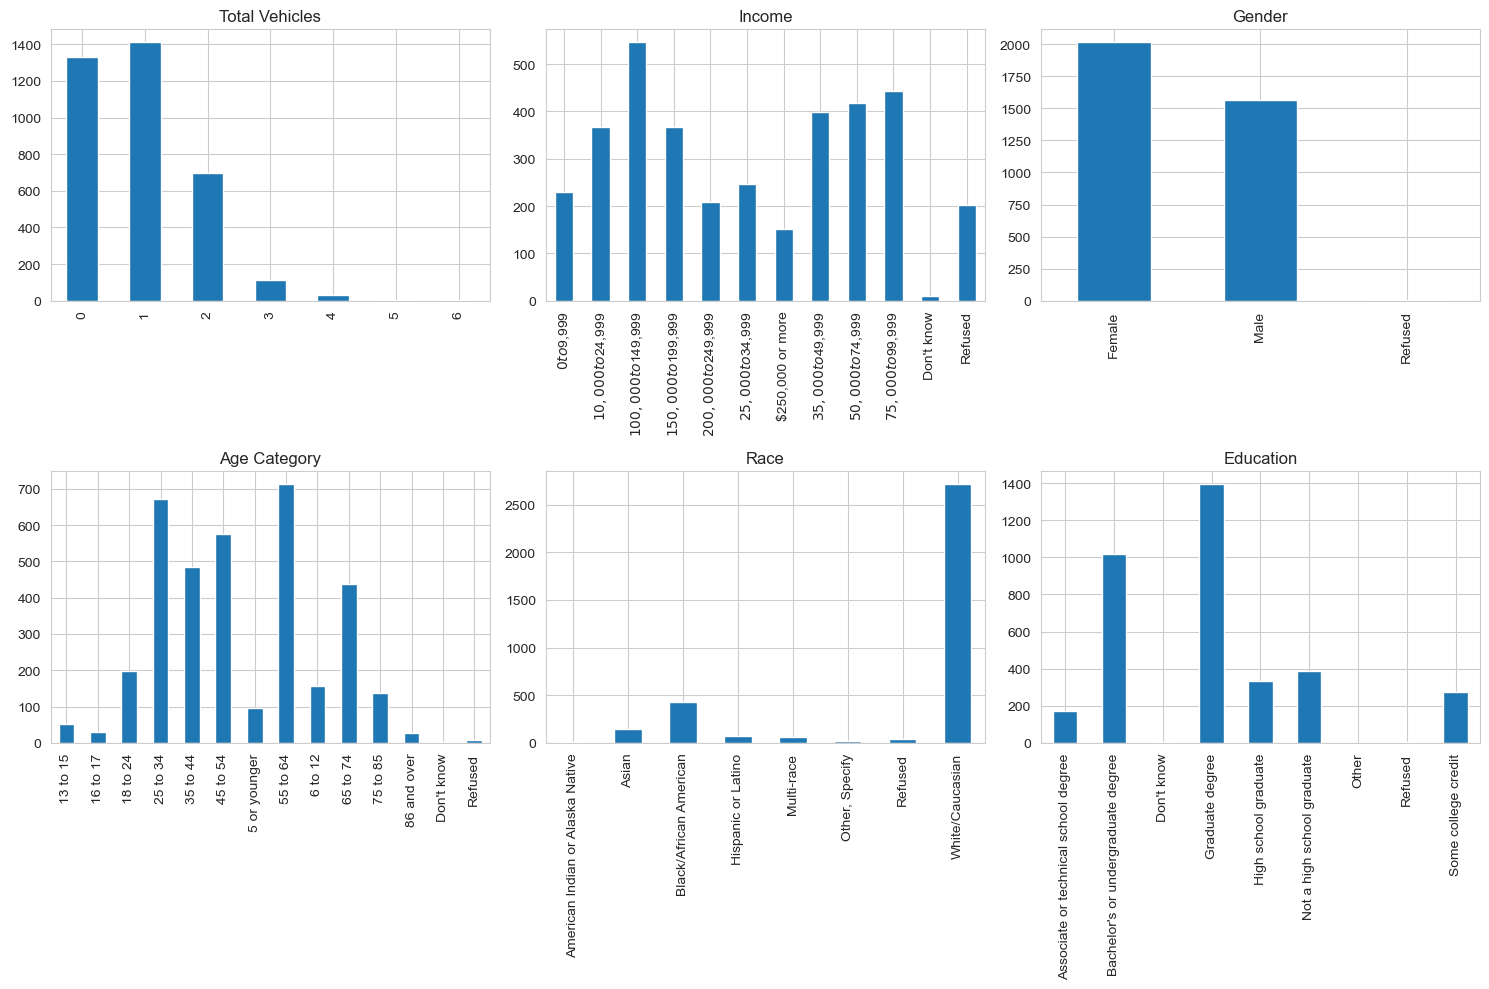 Total Vehicles
1400
1200
1000
800
600
400
200
0
0
1
2
3
4
5
6
Income
500
400
300
200
100
0
0to9,999
10,000to24,999
100,000to149,999
150,000to199,999
200,000to249,999
25,000to34,999
$250,000 or more
35,000to49,999
50,000to74,999
75,000to99,999
Don't know
Refused
Gender
2000
1750
1500
1250
1000
750
500
250
0
Female
Male
Refused
Age Category
700
600
500
400
300
200
100
0
13 to 15
16 to 17
18 to 24
25 to 34
35 to 44
45 to 54
5 or younger
55 to 64
6 to 12
65 to 74
75 to 85
86 and over
Don't know
Refused
Race
2500
2000
1500
1000
500
0
American Indian or Alaska Native
Asian
Black/African American
Hispanic or Latino
Multi-race
Other, Specify
Refused
White/Caucasian
Education
1400
1200
1000
800
600
400
200
0
Associate or technical school degree
Bachelor's or undergraduate degree
Don't know
Graduate degree
High school graduate
Not a high school graduate
Other
Refused
Some college credit